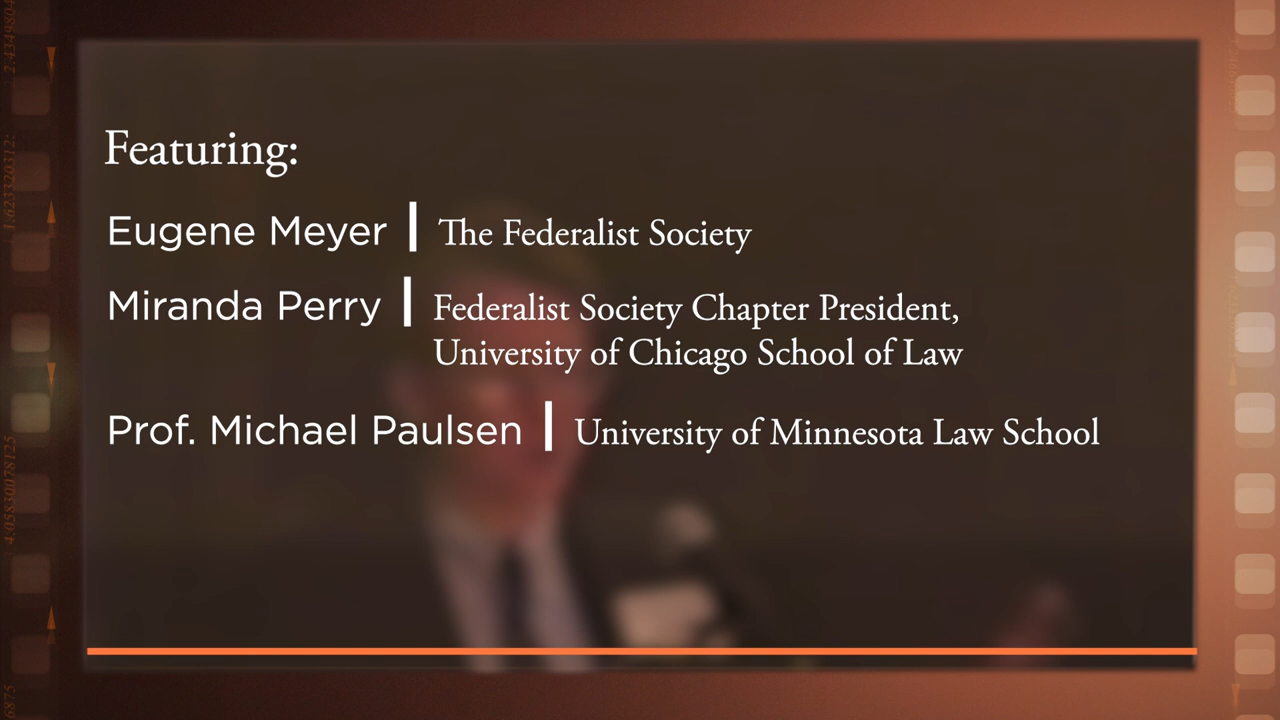 Featuring:
Eugene Meyer | The Federalist Society
Miranda Perry | Federalist Society Chapter President,
University of Chicago School of Law
Prof. Michael Paulsen | University of Minnesota Law School